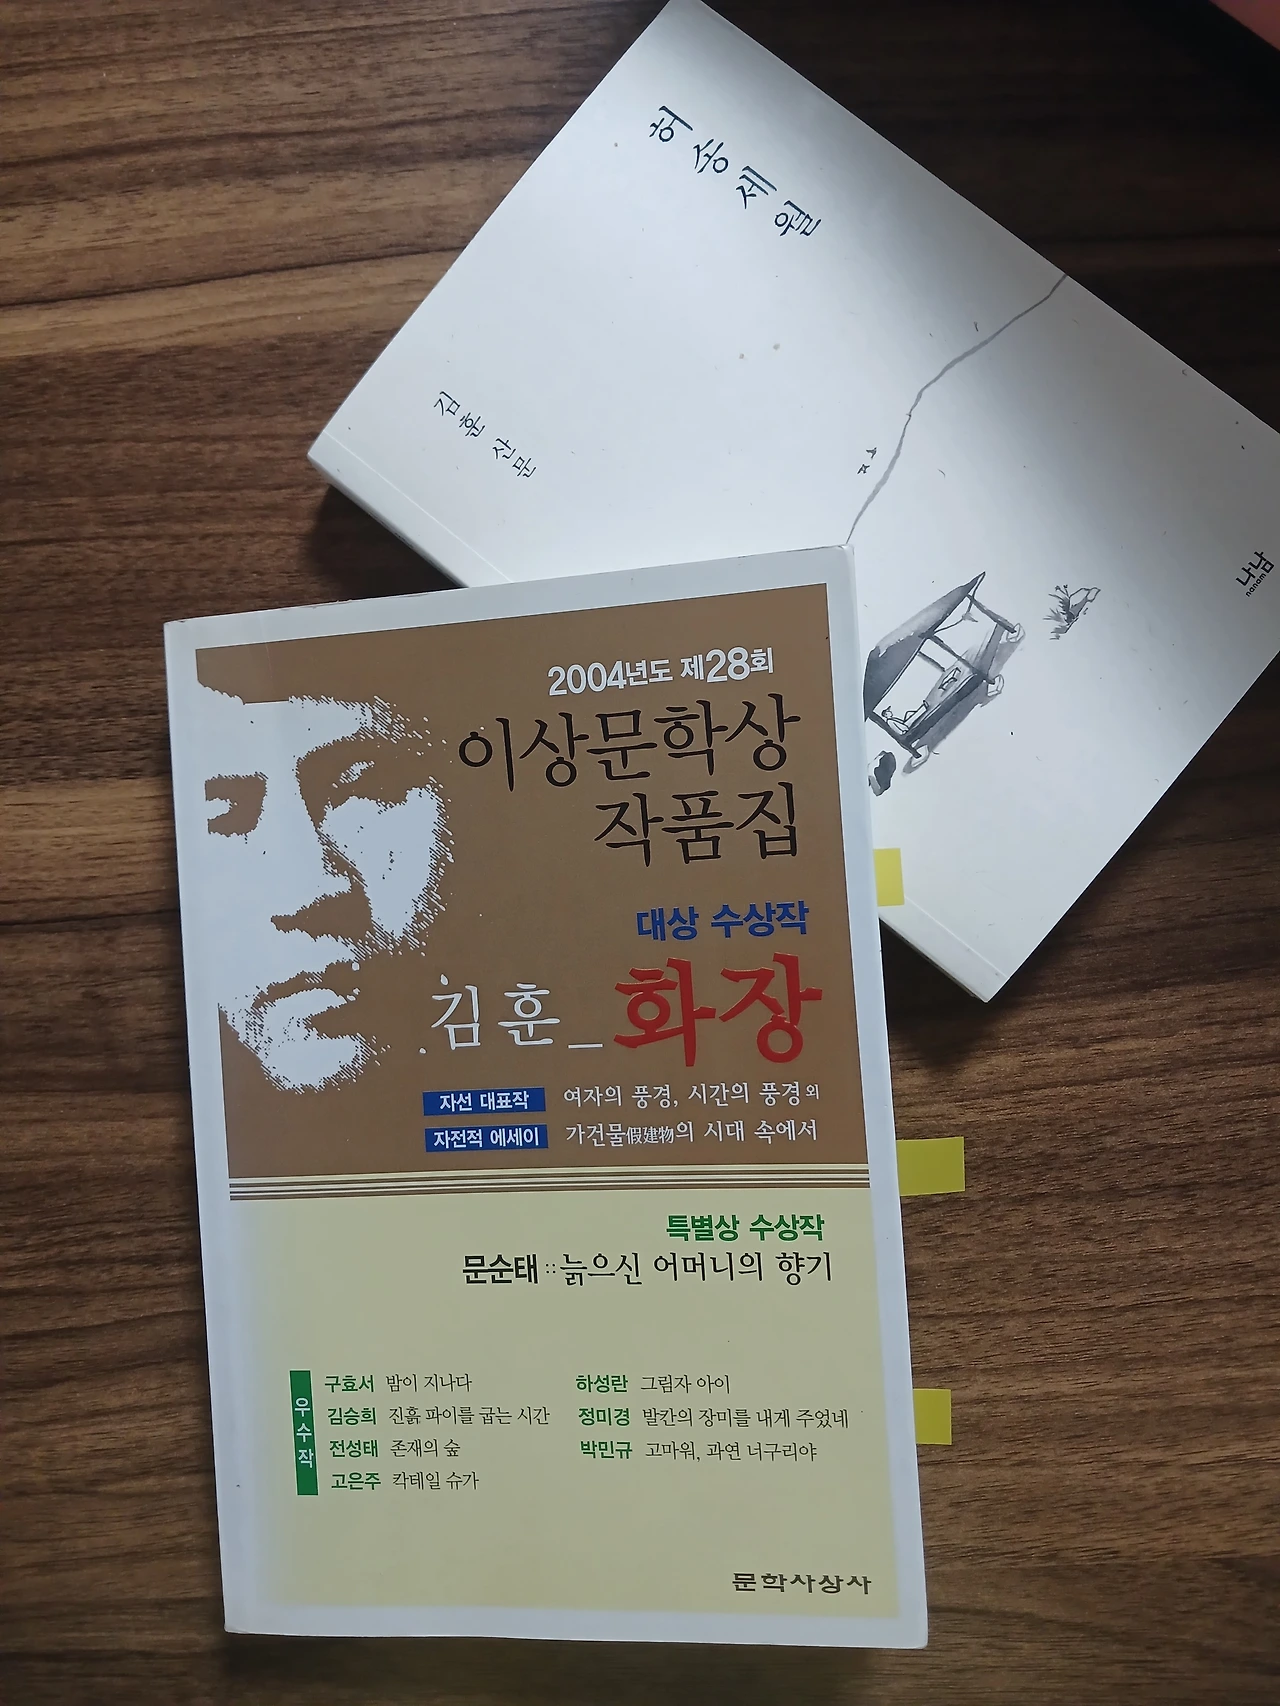 허송세월
김훈 산문
나남
nanam
2004년도 제28회
이상문학상
작품집
대상 수상작
김훈_화장
자선 대표작 여자의 풍경, 시간의 풍경 외
자전적 에세이 가건물假建物의 시대 속에서
특별상 수상작
문순태::늙으신 어머니의 향기
우수작
구효서 밤이 지나다 하성란 그림자 아이
김승희 진흙 파이를 굽는 시간 정미경 발칸의 장미를 내게 주었네
전성태 존재의 숲 박민규 고마워, 과연 너구리야
고은주 칵테일 슈가
문학사상사